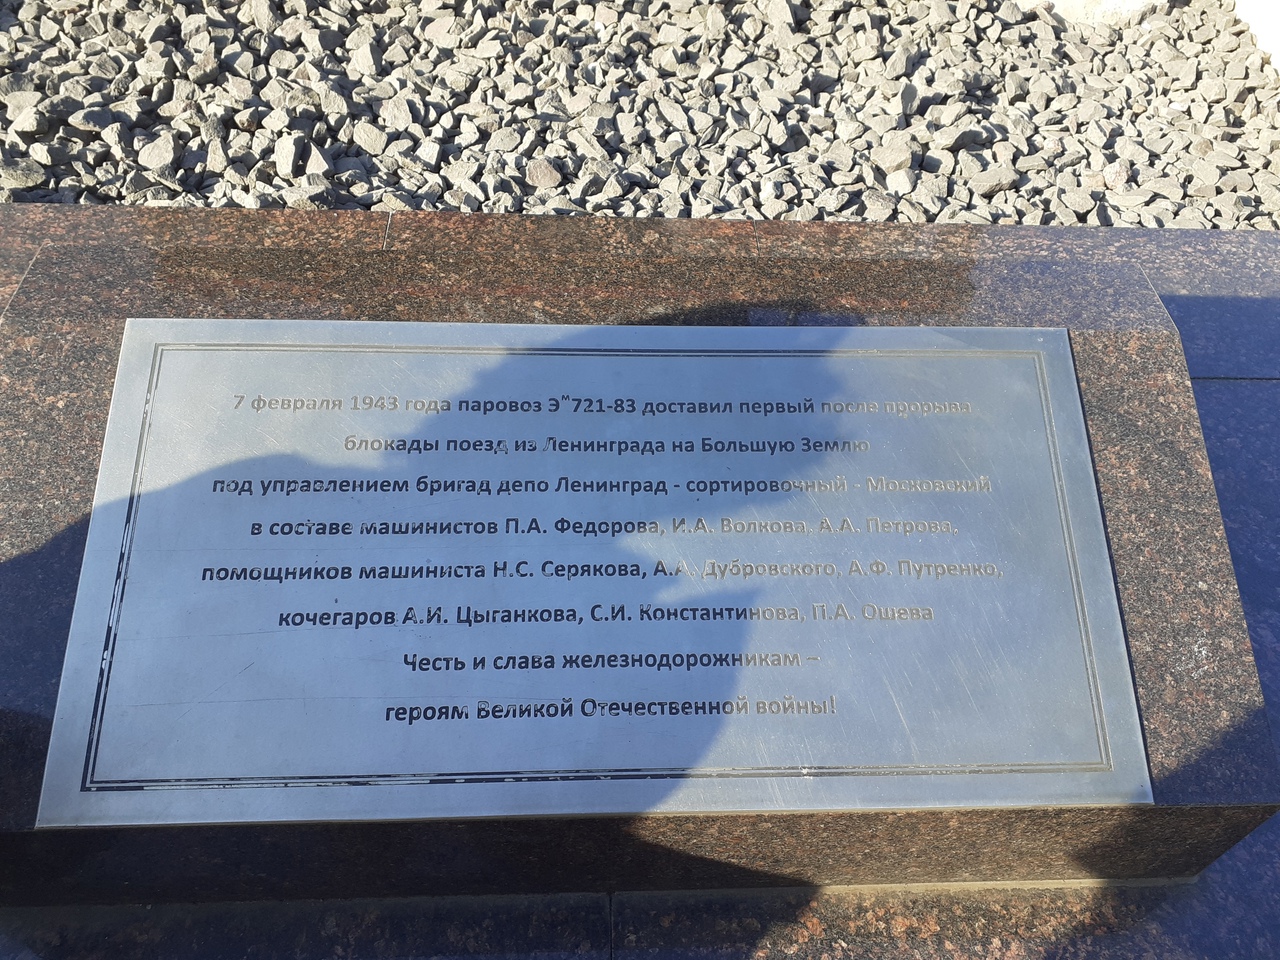 7 февраля 1943 года паровоз Эᴹ721-83 доставил первый после прорыва
блокады поезд из Ленинграда на Большую Землю
под управлением бригад депо Ленинград - сортировочный - Московский
в составе машинистов П.А. Федорова, И.А. Волкова, А.А. Петрова,
помощников машиниста Н.С. Серякова, А.А. Дубровского, А.Ф. Путренко,
кочегаров А.И. Цыганкова, С.И. Константинова, П.А. Ошева
Честь и слава железнодорожникам –
героям Великой Отечественной войны!